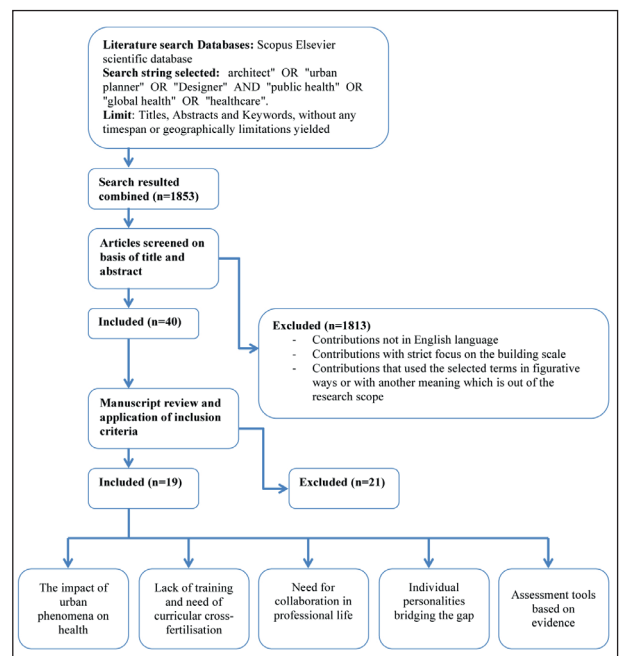 Literature search Databases: Scopus Elsevier
scientific database
Search string selected: architect" OR "urban
planner" OR "Designer" AND "public health" OR
"global health" OR "healthcare".
Limit: Titles, Abstracts and Keywords, without any
timespan or geographically limitations yielded
Search resulted
combined (n=1853)
Articles screened on
basis of title and
abstract
Included (n=40)
Excluded (n=1813)
- Contributions not in English language
- Contributions with strict focus on the building scale
- Contributions that used the selected terms in figurative
ways or with another meaning which is out of the
research scope
Manuscript review and
application of inclusion
criteria
Included (n=19)
Excluded (n=21)
The impact of
urban
phenomena on
health
Lack of training
and need of
curricular cross-
fertilisation
Need for
collaboration in
professional life
Individual
personalities
bridging the gap
Assessment tools
based on
evidence